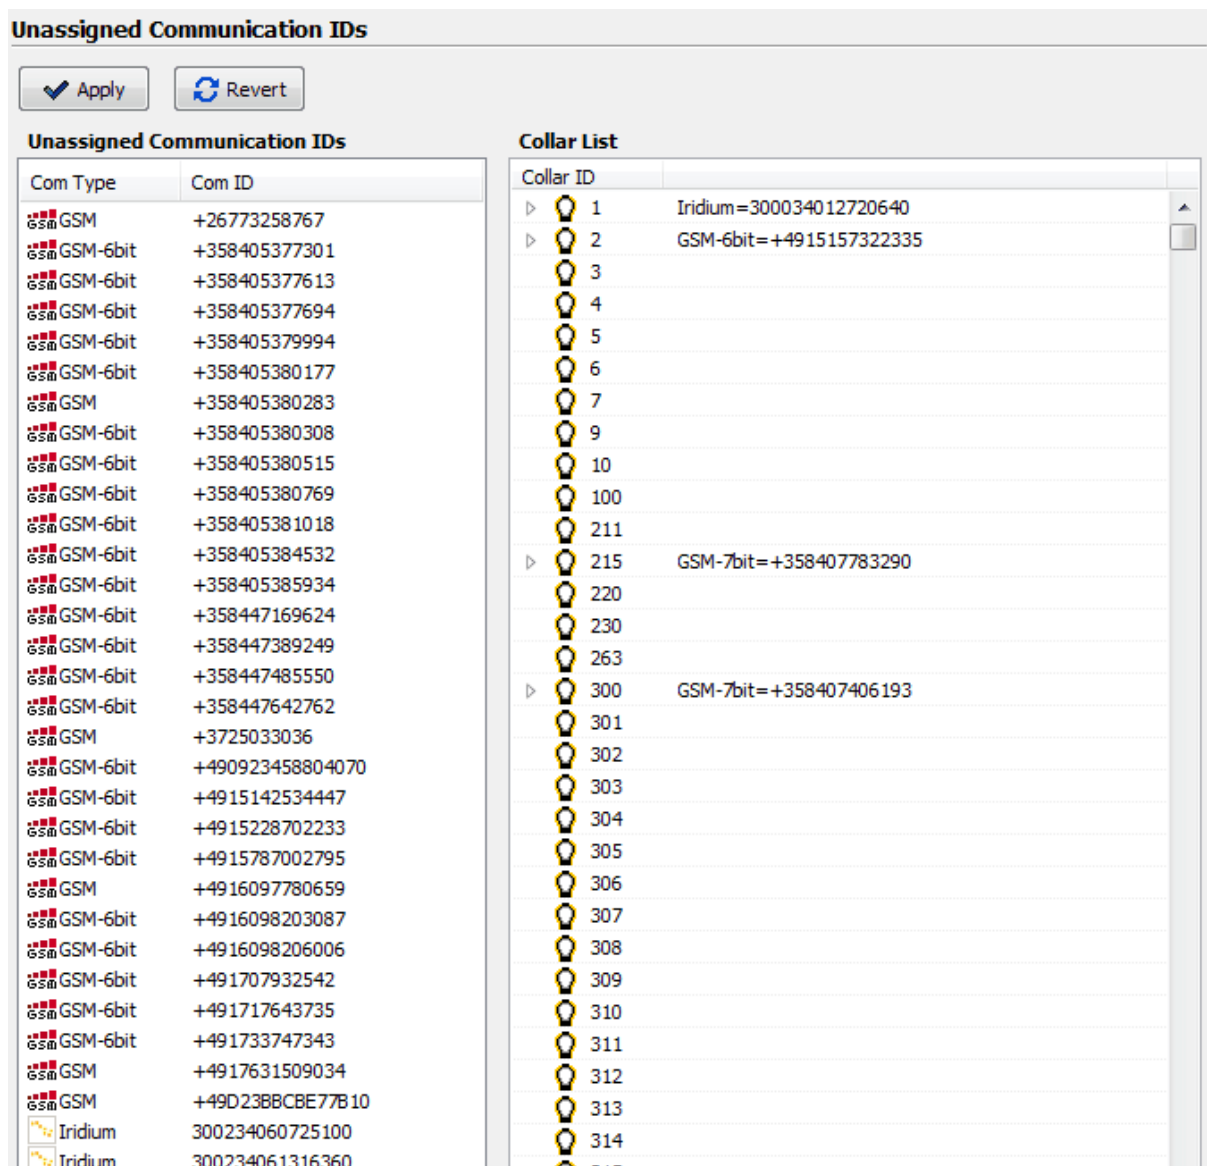 Unassigned Communication IDs
Apply Revert
Unassigned Communication IDs
Com Type Com ID
GSM +26773258767
GSM-6bit +358405377301
GSM-6bit +358405377613
GSM-6bit +358405377694
GSM-6bit +358405379994
GSM-6bit +358405380177
GSM +358405380283
GSM-6bit +358405380308
GSM-6bit +358405380515
GSM-6bit +358405380769
GSM-6bit +358405381018
GSM-6bit +358405384532
GSM-6bit +358405385934
GSM-6bit +358447169624
GSM-6bit +358447389249
GSM-6bit +358447485550
GSM-6bit +358447642762
GSM +3725033036
GSM-6bit +490923458804070
GSM-6bit +4915142534447
GSM-6bit +4915228702233
GSM-6bit +4915787002795
GSM +4916097780659
GSM-6bit +4916098203087
GSM-6bit +4916098206006
GSM-6bit +491707932542
GSM-6bit +491717643735
GSM-6bit +491733747343
GSM +4917631509034
GSM +49D23BBCBE77B10
Iridium 300234060725100
Iridium 300234061316360
Collar List
Collar ID
1 Iridium=300034012720640
2 GSM-6bit=+4915157322335
3
4
5
6
7
9
10
100
211
215 GSM-7bit=+358407783290
220
230
263
300 GSM-7bit=+358407406193
301
302
303
304
305
306
307
308
309
310
311
312
313
314